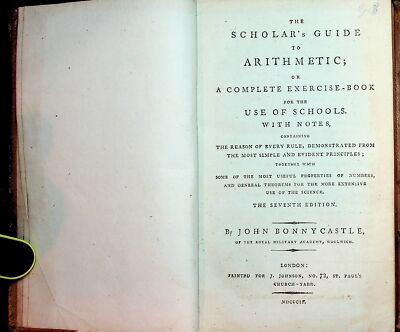 THE
SCHOLAR'S GUIDE
TO
ARITHMETIC;
OR
A COMPLETE EXERCISE-BOOK
FOR THE
USE OF SCHOOLS.
WITH NOTES,
CONTAINING
THE REASON OF EVERY RULE, DEMONSTRATED FROM
THE MOST SIMPLE AND EVIDENT PRINCIPLES;
TOGETHER WITH
SOME OF THE MOST USEFUL PROPERTIES OF NUMBERS,
AND GENERAL THEOREMS FOR THE MORE EXTENSIVE
USE OF THE SCIENCE.
THE SEVENTH EDITION.
BY JOHN BONNYCASTLE,
OF THE ROYAL MILITARY ACADEMY, WOOLWICH.
LONDON:
PRINTED FOR J. JOHNSON, NO. 72, ST. PAUL'S
CHURCH-YARD.